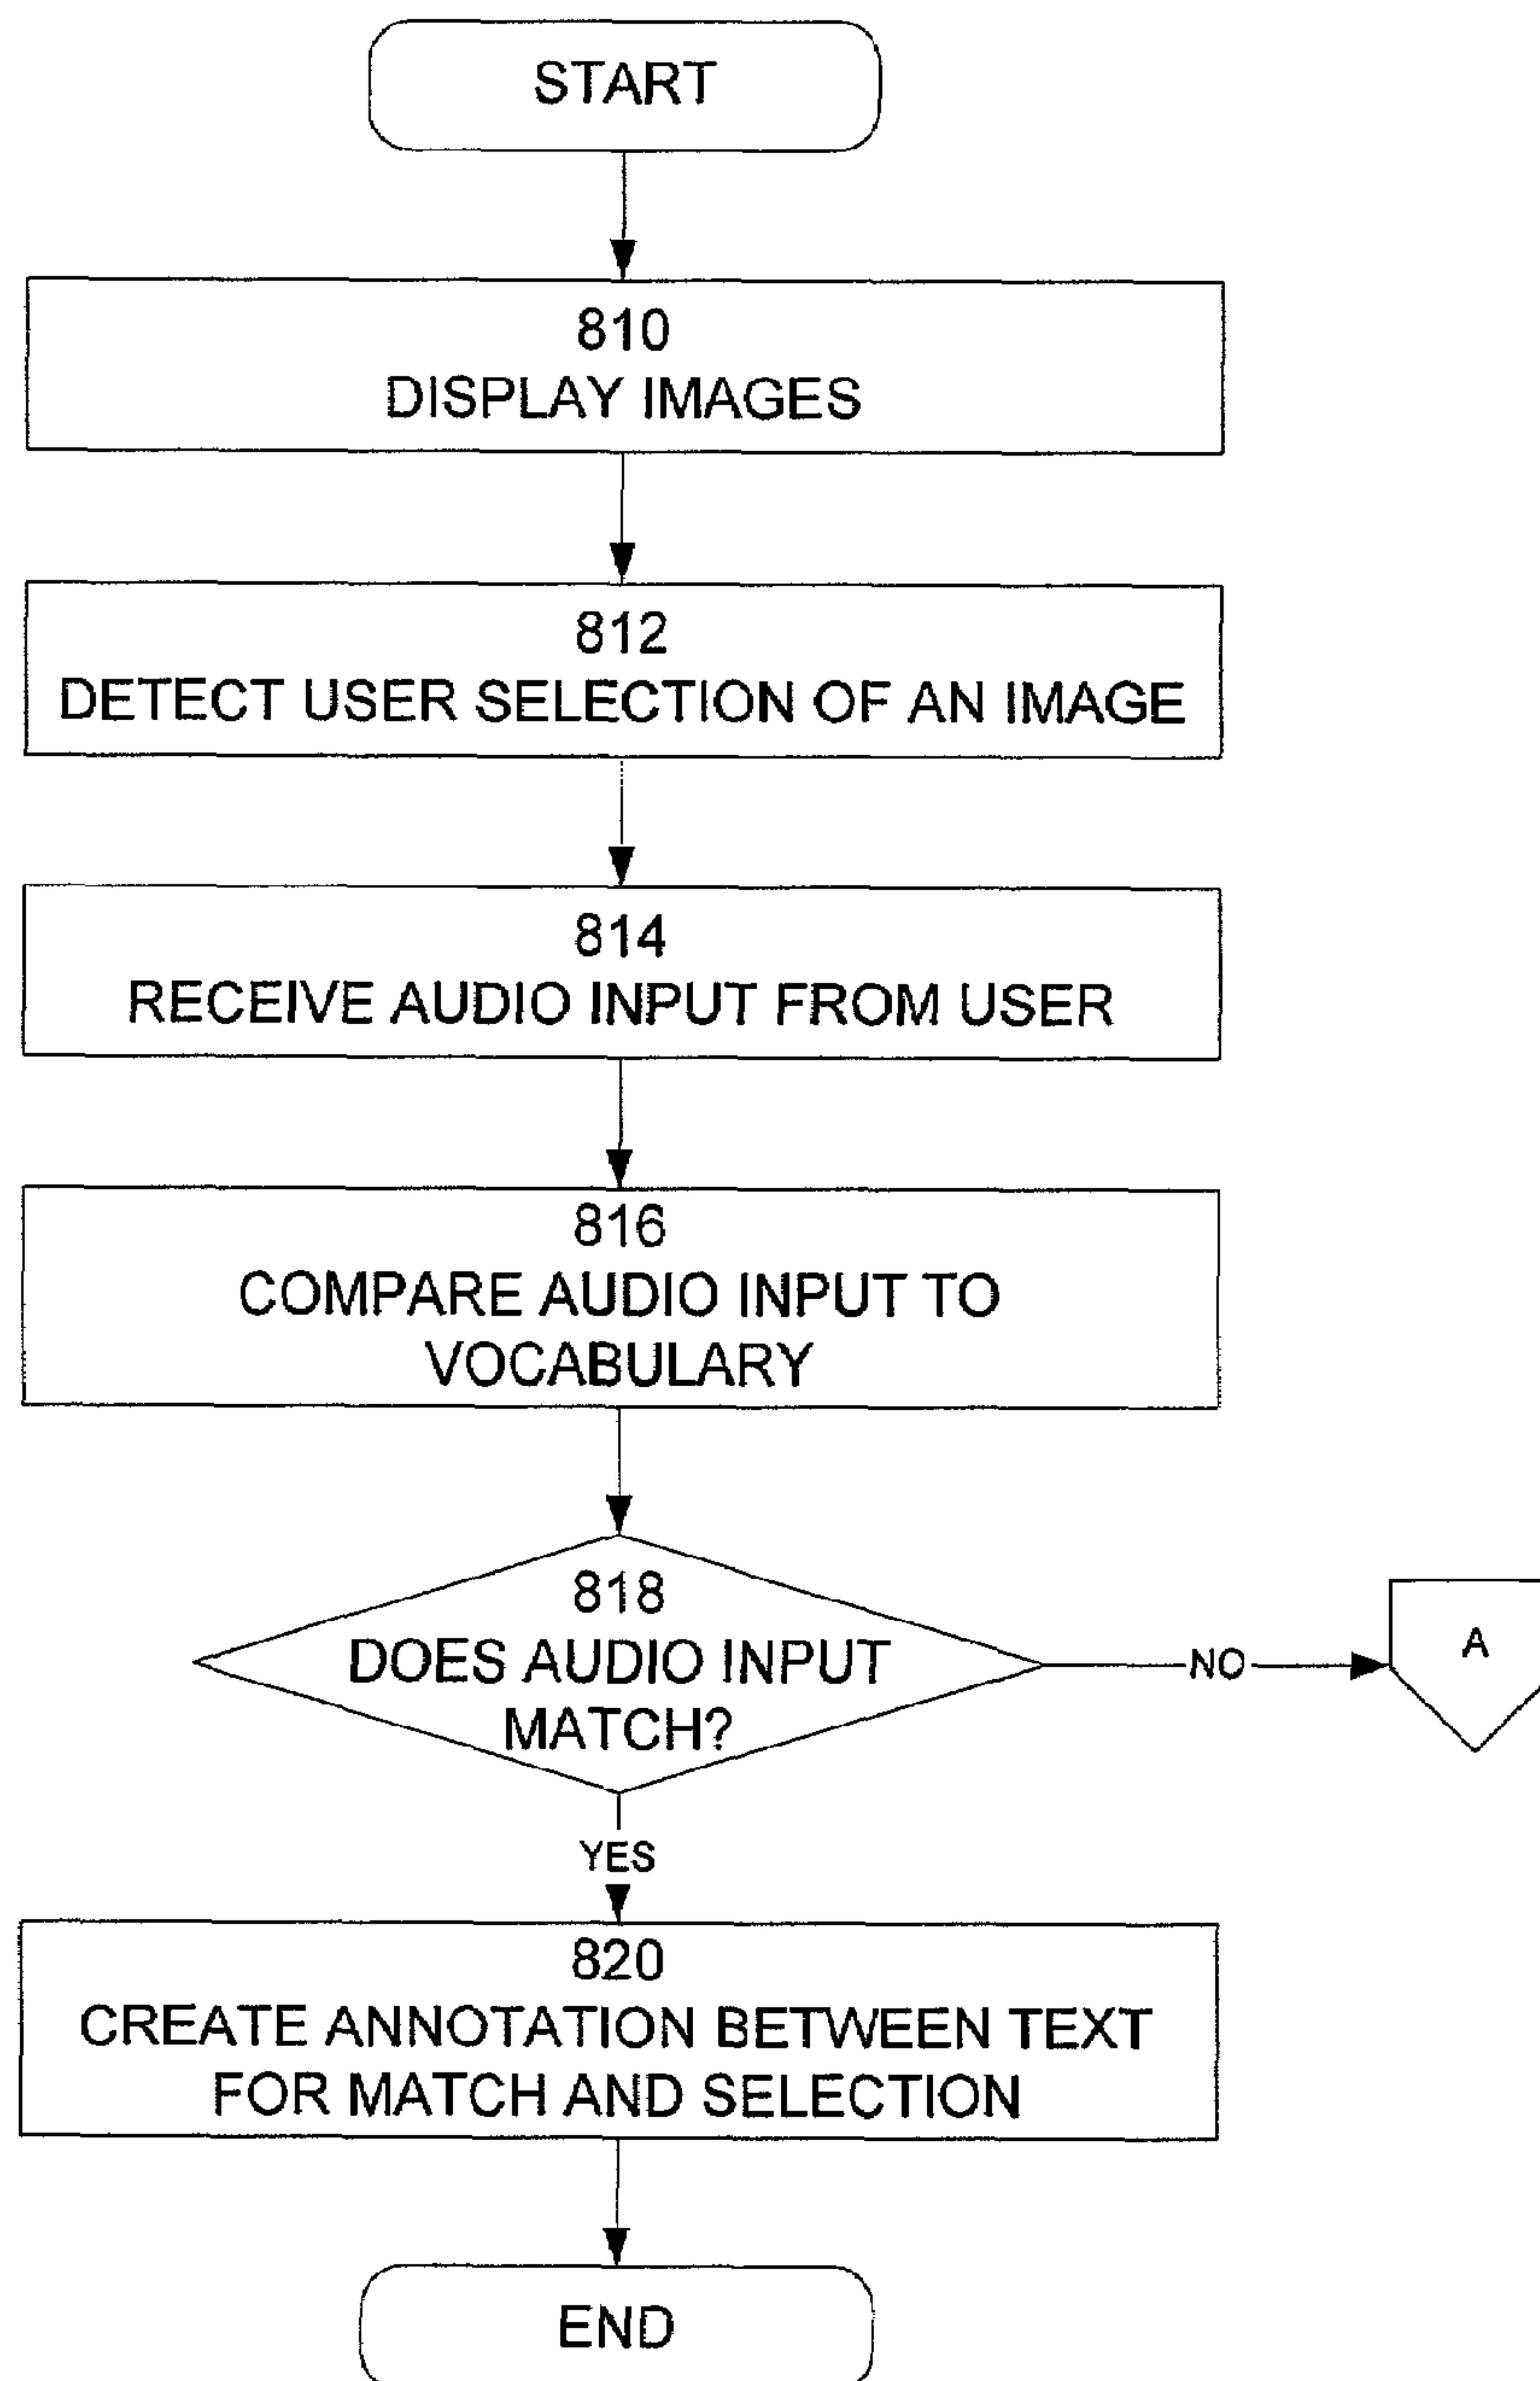 START
810
DISPLAY IMAGES
812
DETECT USER SELECTION OF AN IMAGE
814
RECEIVE AUDIO INPUT FROM USER
816
COMPARE AUDIO INPUT TO
VOCABULARY
818
DOES AUDIO INPUT
MATCH?
NO
A
YES
820
CREATE ANNOTATION BETWEEN TEXT
FOR MATCH AND SELECTION
END